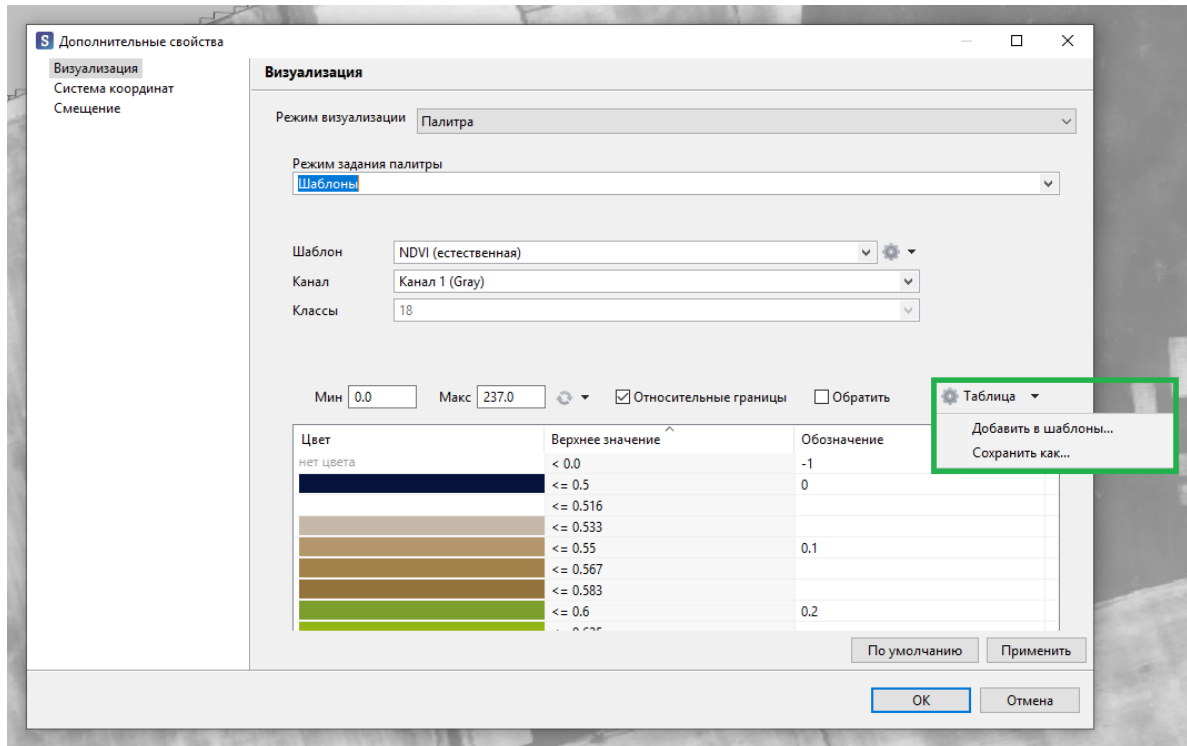 S Дополнительные свойства
Визуализация
Система координат
Смещение
Визуализация
Режим визуализации Палитра
Режим задания палитры
Шаблоны
Шаблон NDVI (естественная)
Канал Канал 1 (Gray)
Классы 18
Мин 0.0 Макс 237.0 Относительные границы Обратить Таблица
Добавить в шаблоны...
Сохранить как...
Цвет Верхнее значение Обозначение
нет цвета < 0.0 -1
<= 0.5 0
<= 0.516
<= 0.533
<= 0.55 0.1
<= 0.567
<= 0.583
<= 0.6 0.2
По умолчанию Применить
OK Отмена